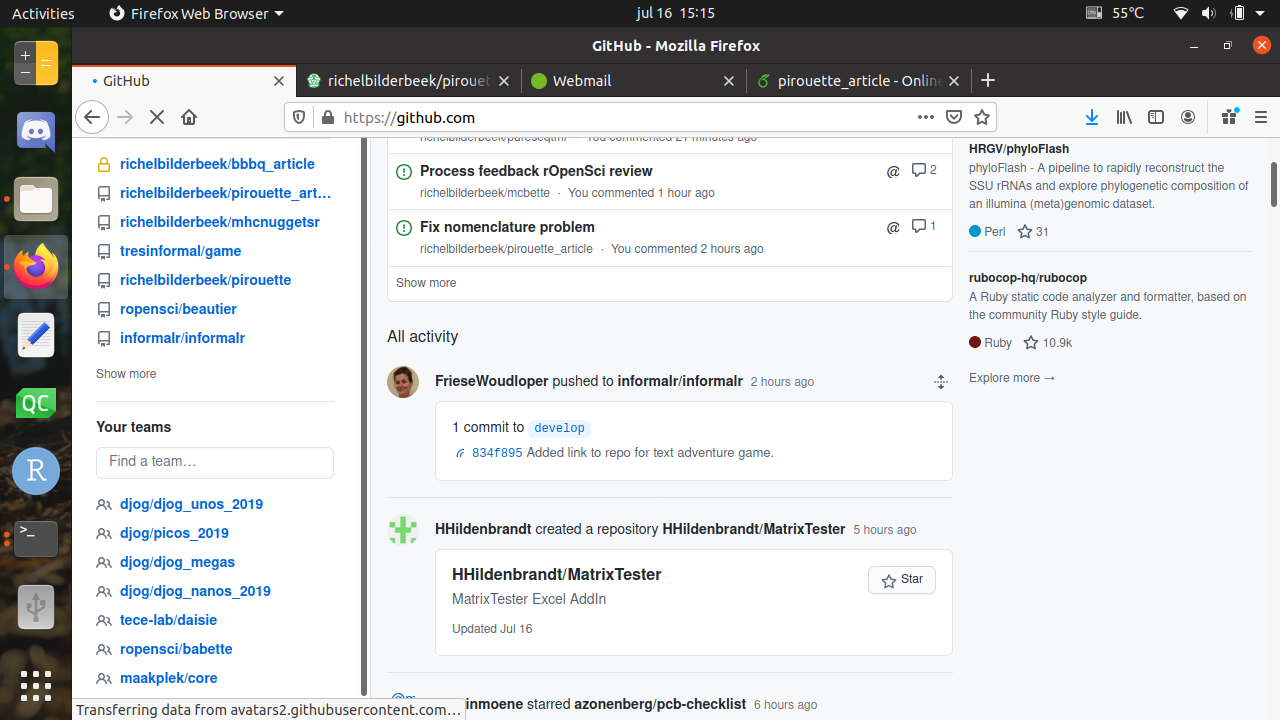 Activities
Firefox Web Browser
jul 16 15:15
55℃
GitHub - Mozilla Firefox
GitHub
richelbilderbeek/pirouet
Webmail
pirouette_article - Online
https://github.com
richelbilderbeek/bbbq_article
richelbilderbeek/pirouette_art…
richelbilderbeek/mhcnuggetsr
tresinformal/game
richelbilderbeek/pirouette
ropensci/beautier
informalr/informalr
Show more
Your teams
Find a team…
djog/djog_unos_2019
djog/picos_2019
djog/djog_megas
djog/djog_nanos_2019
tece-lab/daisie
ropensci/babette
maakplek/core
You commented 21 minutes ago
Process feedback rOpenSci review
@ 2
richelbilderbeek/mcbette · You commented 1 hour ago
Fix nomenclature problem
@ 1
richelbilderbeek/pirouette_article · You commented 2 hours ago
Show more
All activity
FrieseWoudloper pushed to informalr/informalr 2 hours ago
1 commit to develop
834f895 Added link to repo for text adventure game.
HHildenbrandt created a repository HHildenbrandt/MatrixTester 5 hours ago
HHildenbrandt/MatrixTester
Star
MatrixTester Excel AddIn
Updated Jul 16
inmoene starred azonenberg/pcb-checklist 6 hours ago
HRGV/phyloFlash
phyloFlash - A pipeline to rapidly reconstruct the
SSU rRNAs and explore phylogenetic composition of
an illumina (meta)genomic dataset.
Perl 31
rubocop-hq/rubocop
A Ruby static code analyzer and formatter, based on
the community Ruby style guide.
Ruby 10.9k
Explore more →
QC
R
>_
Transferring data from avatars2.githubusercontent.com…